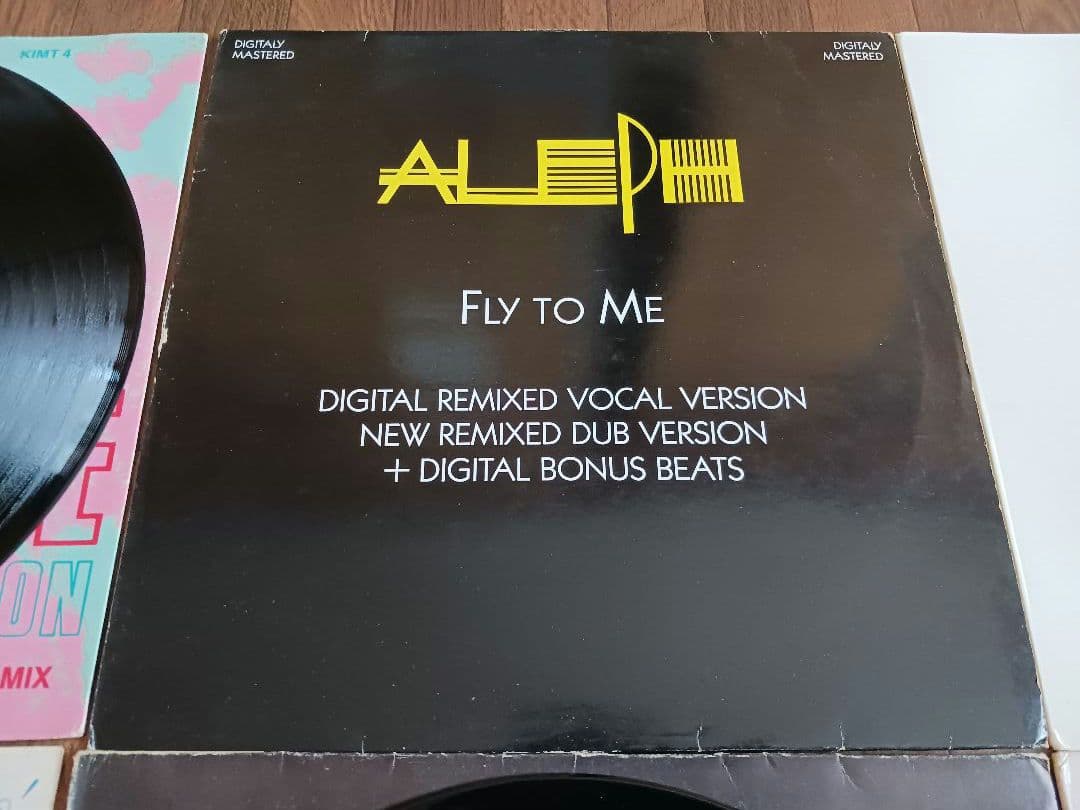 KIMT 4
DIGITALY
MASTERED
DIGITALY
MASTERED
ALEPH
FLY TO ME
DIGITAL REMIXED VOCAL VERSION
NEW REMIXED DUB VERSION
+ DIGITAL BONUS BEATS
ON
MIX